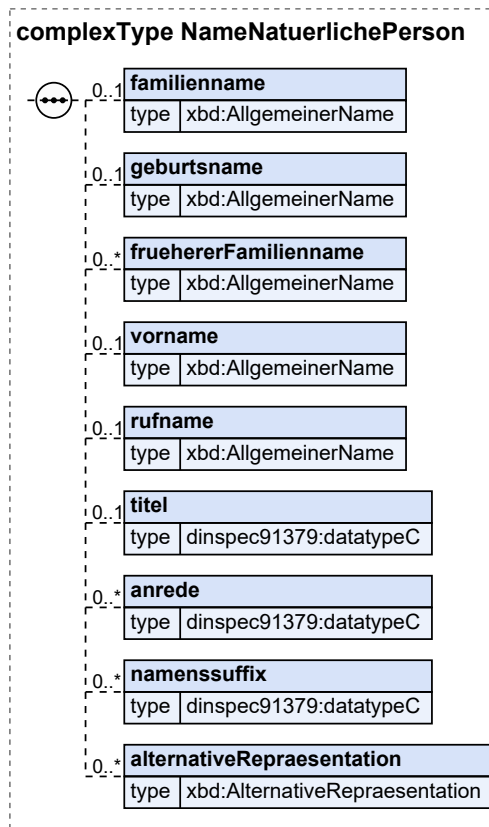 complexType NameNatuerlichePerson
0..1 familienname
type xbd:AllgemeinerName
0..1 geburtsname
type xbd:AllgemeinerName
0..* fruehererFamilienname
type xbd:AllgemeinerName
0..1 vorname
type xbd:AllgemeinerName
0..1 rufname
type xbd:AllgemeinerName
0..1 titel
type dinspec91379:datatypeC
0..* anrede
type dinspec91379:datatypeC
0..* namenssuffix
type dinspec91379:datatypeC
0..* alternativeRepraesentation
type xbd:AlternativeRepraesentation